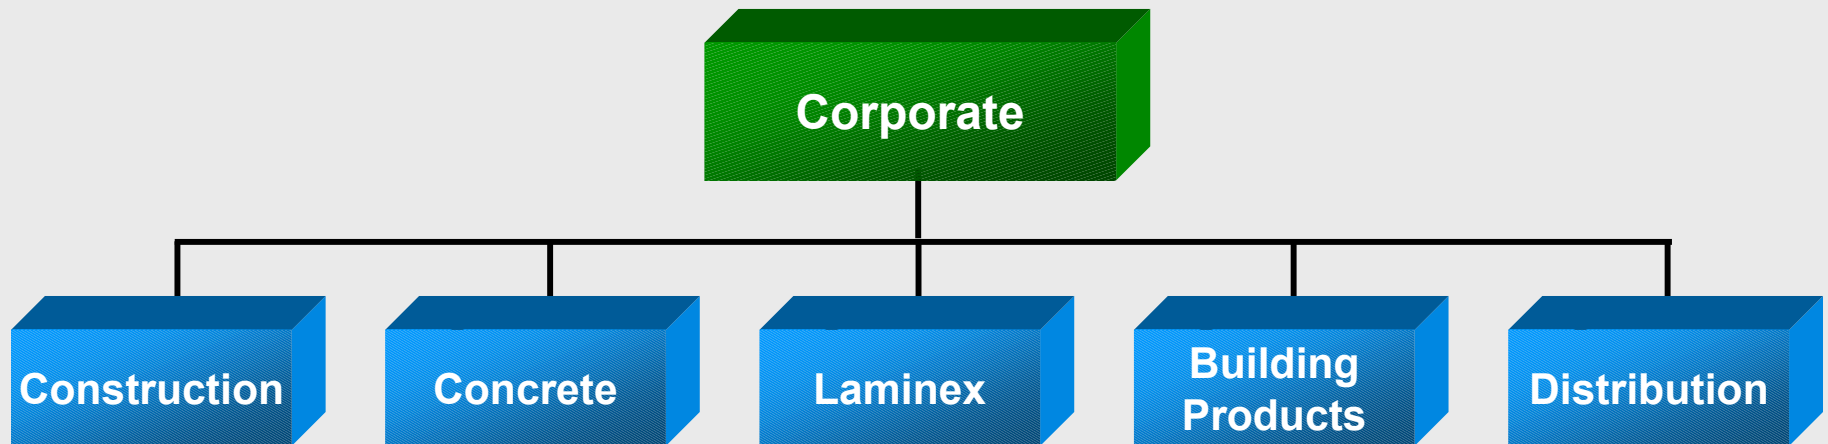 Corporate
Construction
Concrete
Laminex
Building
Products
Distribution